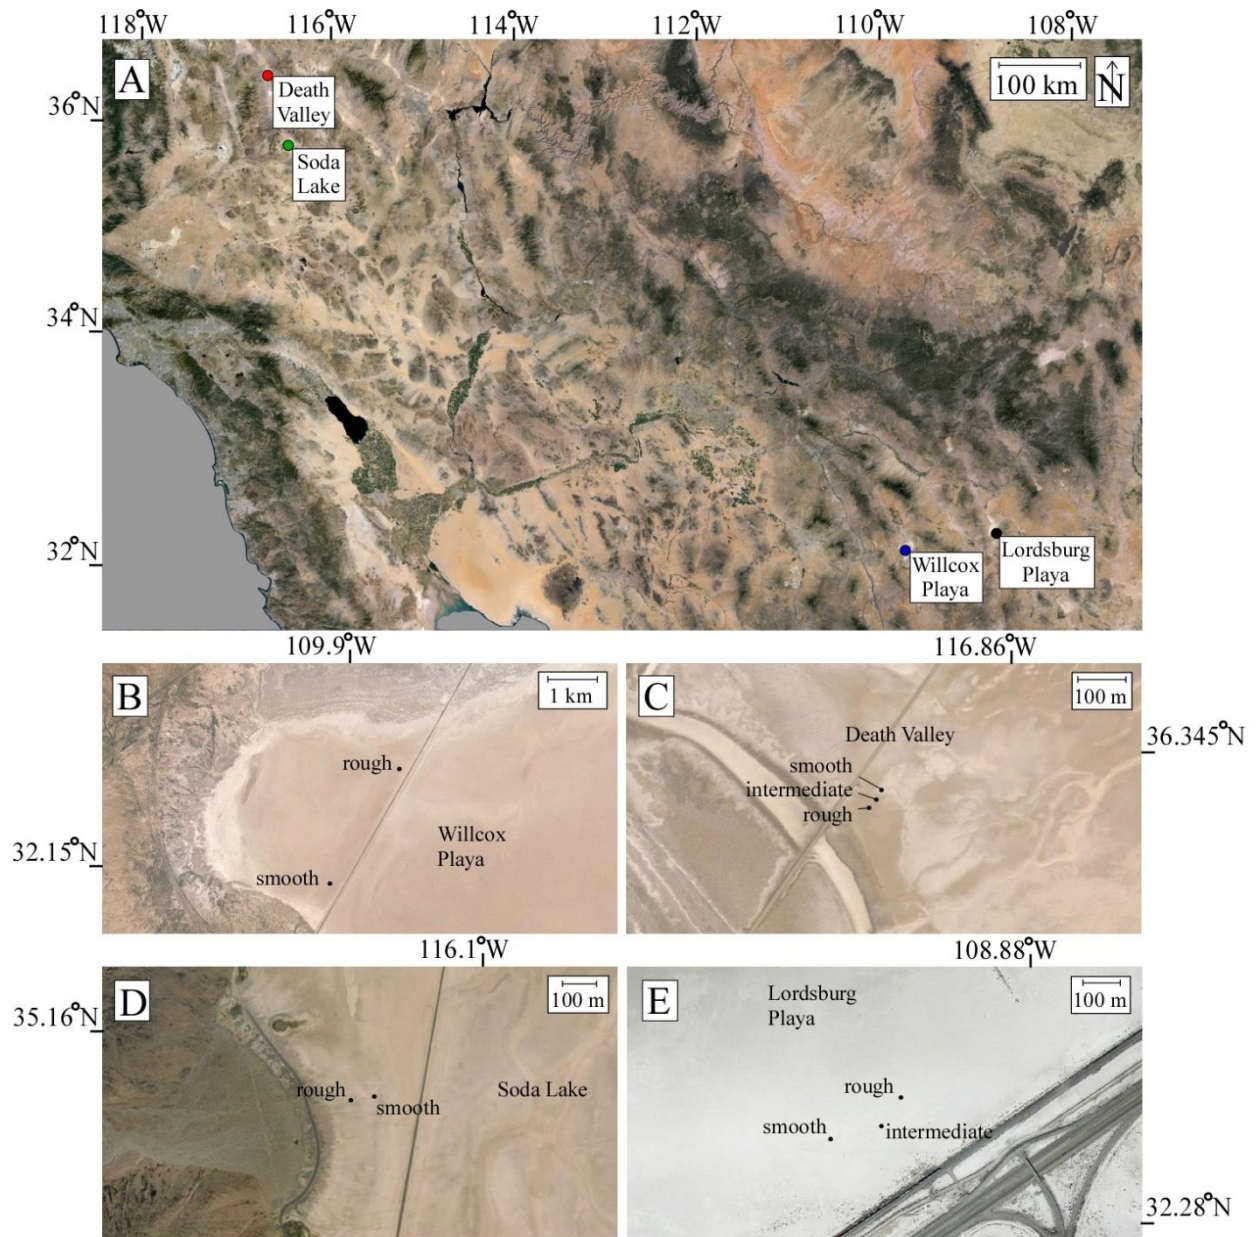 118°W 116°W 114°W 112°W 110°W 108°W
A
100 km
N
Death
Valley
Soda
Lake
36°N
34°N
32°N
Willcox
Playa
Lordsburg
Playa
109.9°W
116.86°W
B
1 km
rough
Willcox
Playa
smooth
32.15°N
C
100 m
Death Valley
smooth
intermediate
rough
36.345°N
116.1°W
108.88°W
D
100 m
35.16°N
rough
smooth
Soda Lake
E
100 m
Lordsburg
Playa
rough
smooth
intermediate
32.28°N